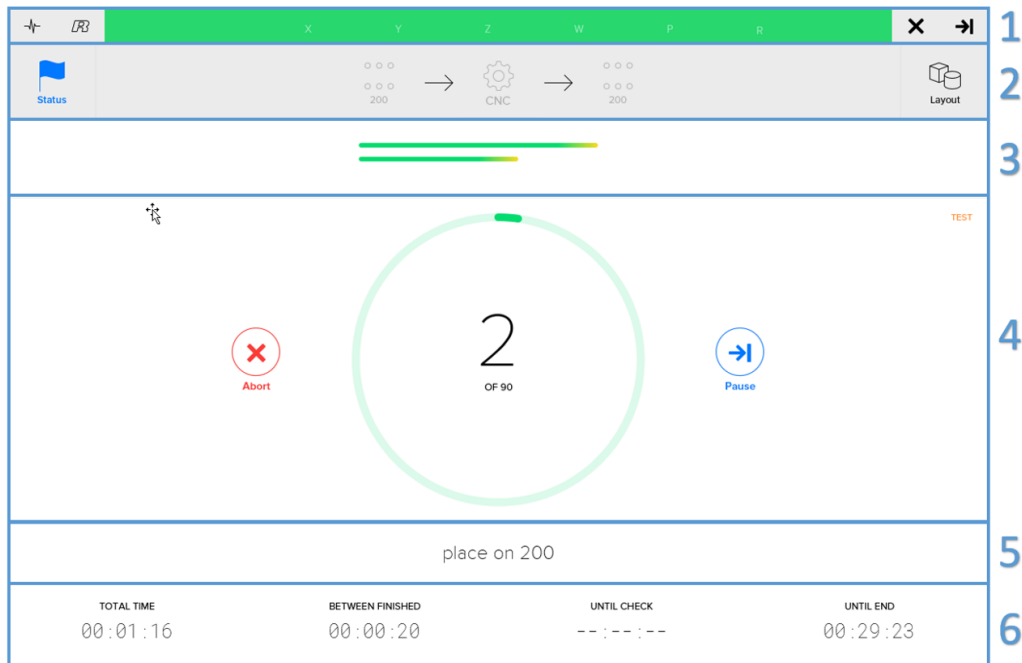 X Y Z W P R
1
Status
200
CNC
200
Layout
2
3
TEST
2
OF 90
Abort
Pause
4
place on 200
5
TOTAL TIME
00:01:16
BETWEEN FINISHED
00:00:20
UNTIL CHECK
--:--:--
UNTIL END
00:29:23
6